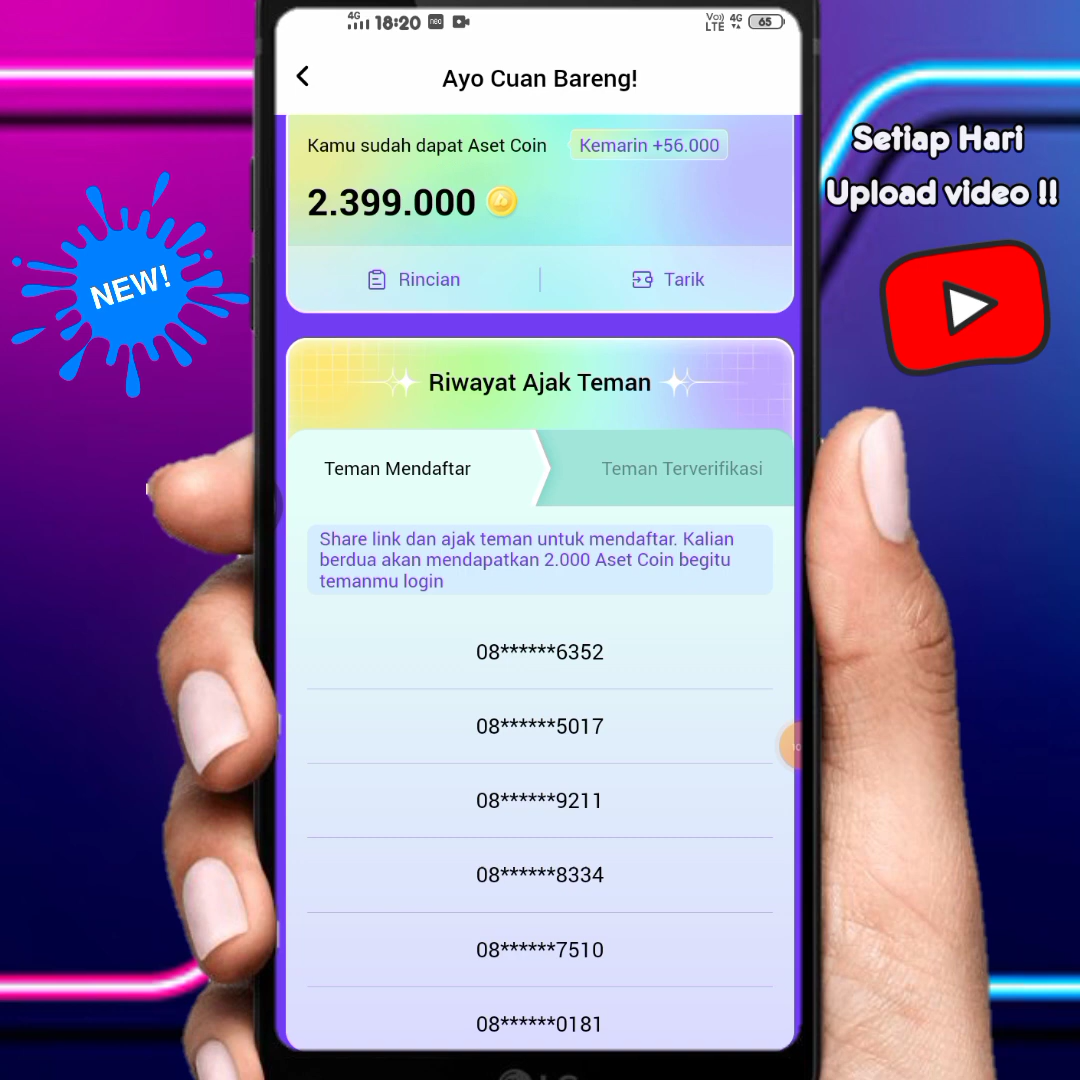 4G 18:20 neo Vo)) LTE 4G 65
Ayo Cuan Bareng!
Kamu sudah dapat Aset Coin Kemarin +56.000
2.399.000
Rincian Tarik
Setiap Hari
Upload video !!
NEW!
Riwayat Ajak Teman
Teman Mendaftar Teman Terverifikasi
Share link dan ajak teman untuk mendaftar. Kalian
berdua akan mendapatkan 2.000 Aset Coin begitu
temanmu login
08******6352
08******5017
08******9211
08******8334
08******7510
08******0181